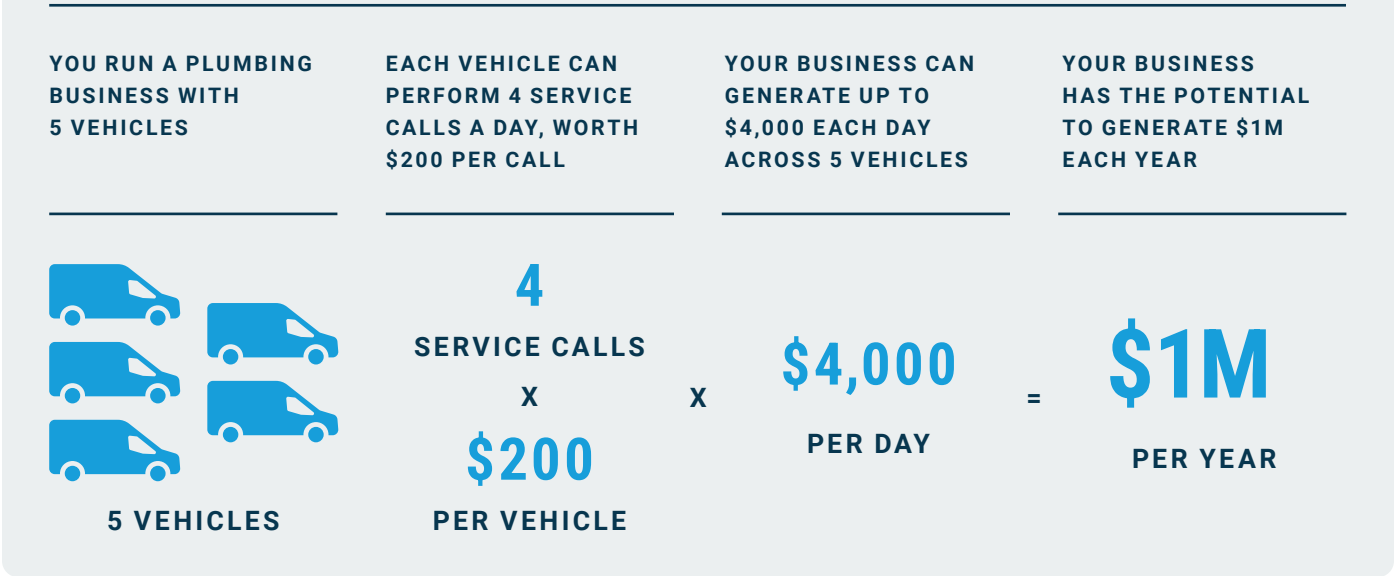 YOU RUN A PLUMBING
BUSINESS WITH
5 VEHICLES
EACH VEHICLE CAN
PERFORM 4 SERVICE
CALLS A DAY, WORTH
$200 PER CALL
YOUR BUSINESS CAN
GENERATE UP TO
$4,000 EACH DAY
ACROSS 5 VEHICLES
YOUR BUSINESS
HAS THE POTENTIAL
TO GENERATE $1M
EACH YEAR
5 VEHICLES
4
SERVICE CALLS
X
$200
PER VEHICLE
X
$4,000
PER DAY
=
$1M
PER YEAR